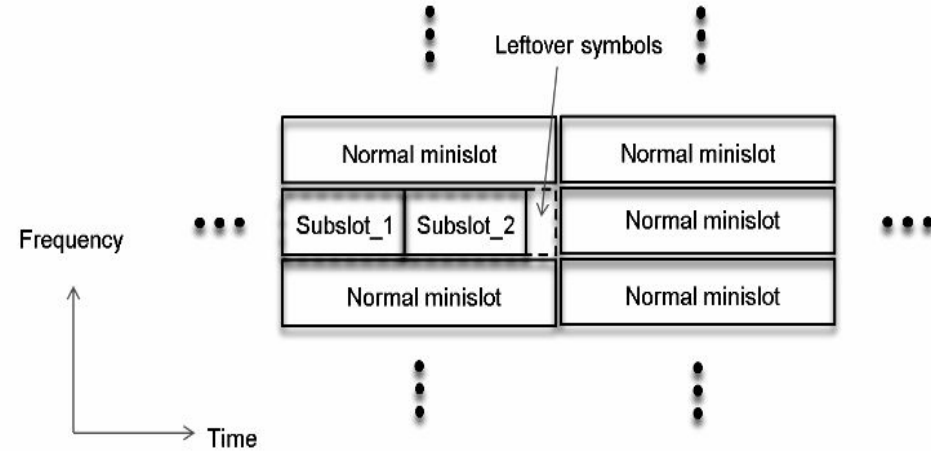 Leftover symbols
Normal minislot
Normal minislot
Subslot_1
Subslot_2
Normal minislot
Frequency
Normal minislot
Normal minislot
Time